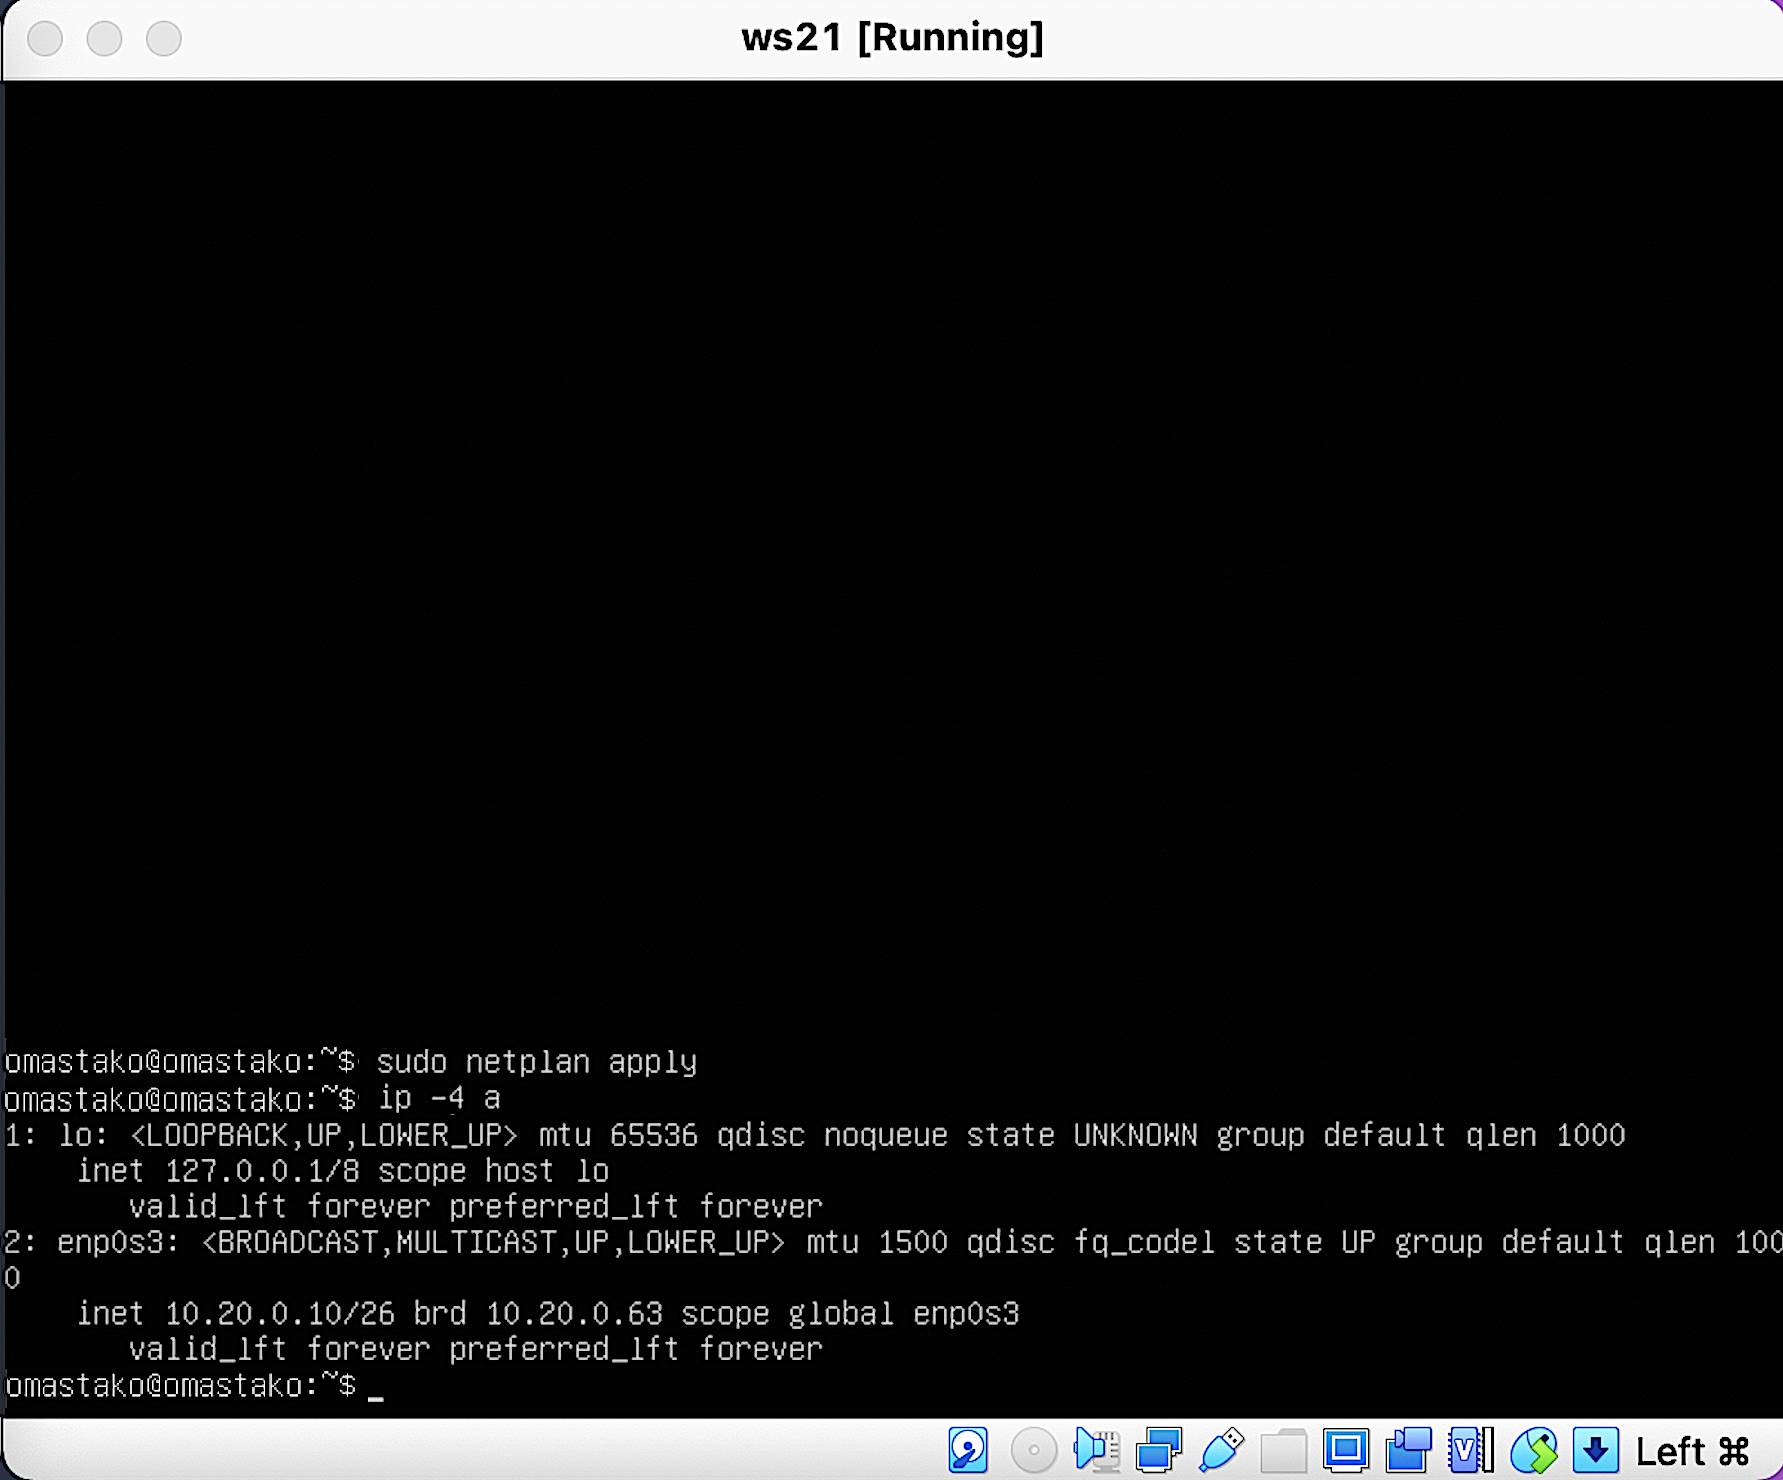 ws21 [Running]
omastako@omastako:~$ sudo netplan apply
omastako@omastako:~$ ip -4 a
1: lo: <LOOPBACK,UP,LOWER_UP> mtu 65536 qdisc noqueue state UNKNOWN group default qlen 1000
    inet 127.0.0.1/8 scope host lo
       valid_lft forever preferred_lft forever
2: enp0s3: <BROADCAST,MULTICAST,UP,LOWER_UP> mtu 1500 qdisc fq_codel state UP group default qlen 100
0
    inet 10.20.0.10/26 brd 10.20.0.63 scope global enp0s3
       valid_lft forever preferred_lft forever
omastako@omastako:~$ _
Left ⌘